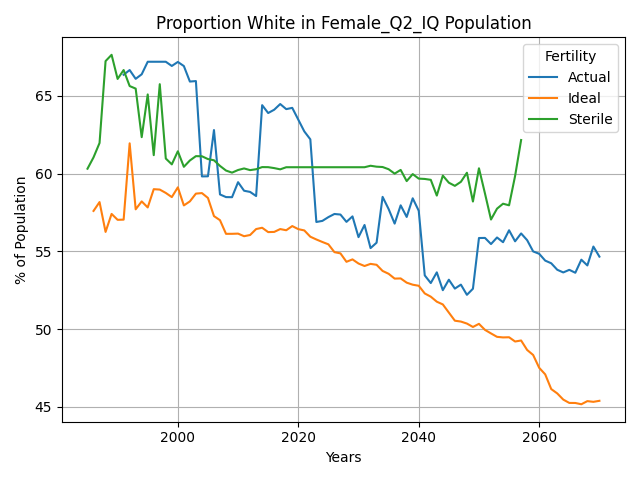 Proportion White in Female_Q2_IQ Population
Fertility
Actual
Ideal
Sterile
% of Population
65
60
55
50
45
2000
2020
2040
2060
Years